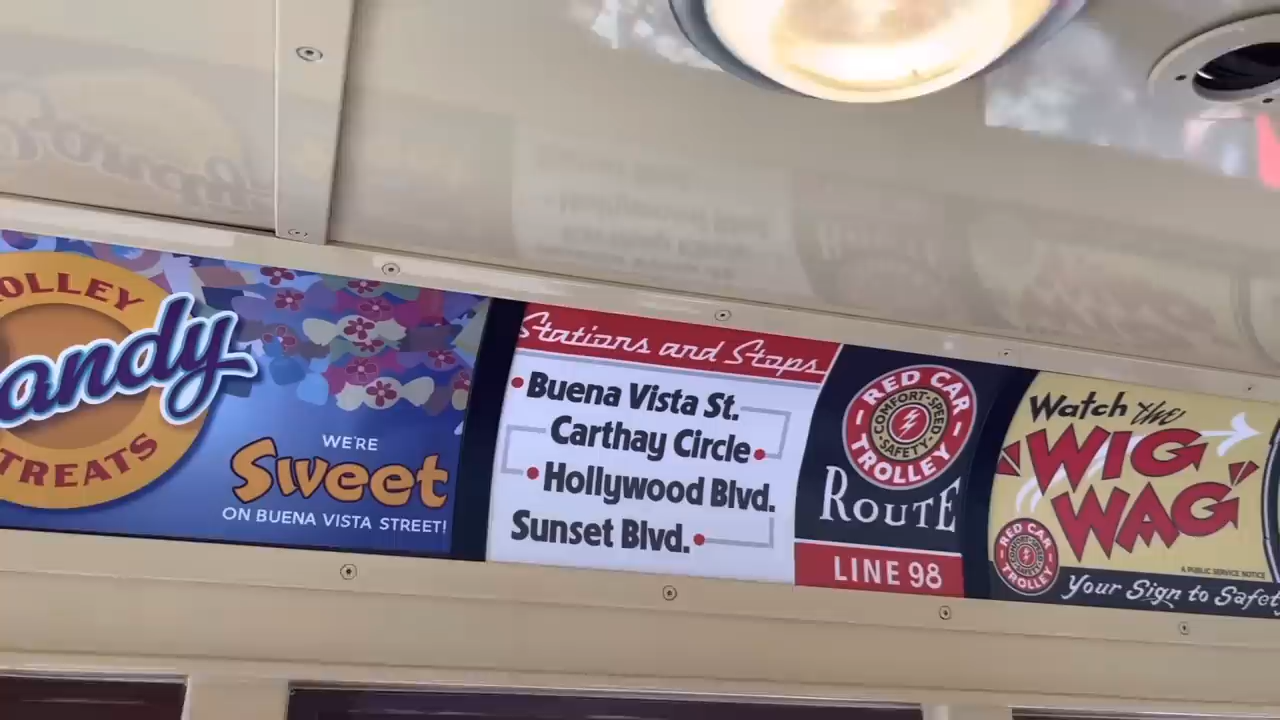 OLLEY
andy
TREATS
WE'RE
Sweet
ON BUENA VISTA STREET!
Stations and Stops
Buena Vista St.
Carthay Circle
Hollywood Blvd.
Sunset Blvd.
RED CAR
COMFORT-SPEED
SAFETY
TROLLEY
ROUTE
LINE 98
Watch the
"WIG
WAG"
RED CAR
TROLLEY
A PUBLIC SERVICE NOTICE
Your Sign to Safety